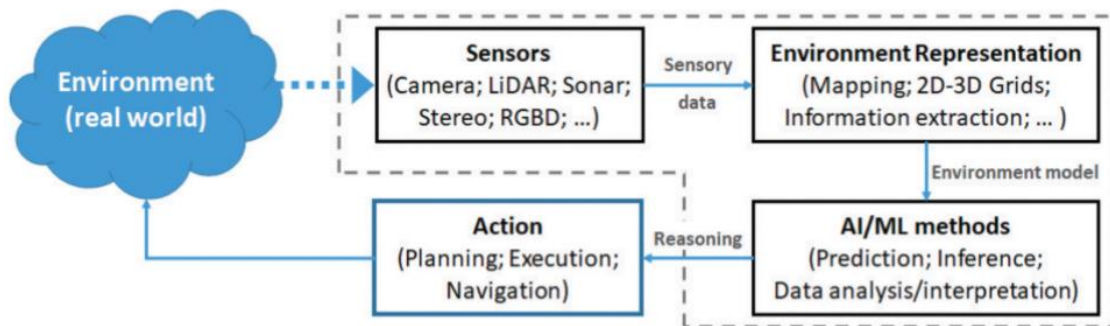 Environment
(real world)
Sensors
(Camera; LiDAR; Sonar;
Stereo; RGBD; ...)
Sensory
data
Environment Representation
(Mapping; 2D-3D Grids;
Information extraction; ... )
Environment model
AI/ML methods
(Prediction; Inference;
Data analysis/interpretation)
Reasoning
Action
(Planning; Execution;
Navigation)